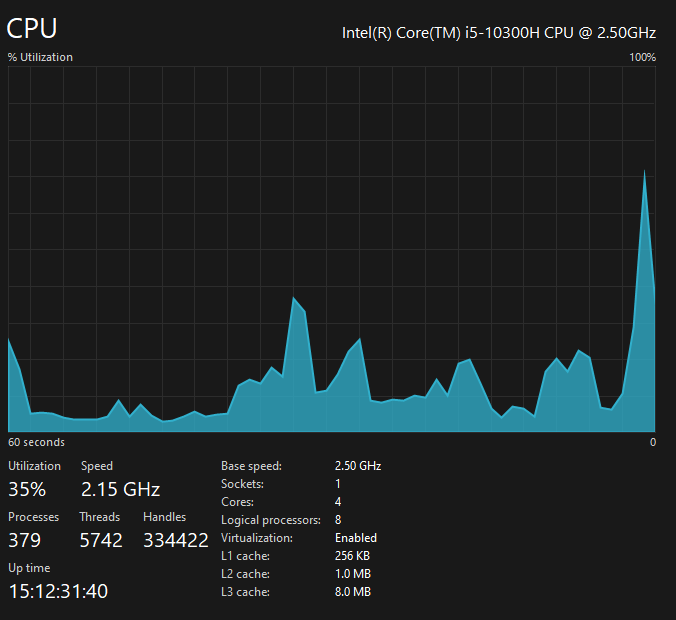 CPU
Intel(R) Core(TM) i5-10300H CPU @ 2.50GHz
% Utilization
100%
60 seconds
0
Utilization
Speed
35%
2.15 GHz
Processes
Threads
Handles
379
5742
334422
Up time
15:12:31:40
Base speed:
2.50 GHz
Sockets:
1
Cores:
4
Logical processors:
8
Virtualization:
Enabled
L1 cache:
256 KB
L2 cache:
1.0 MB
L3 cache:
8.0 MB